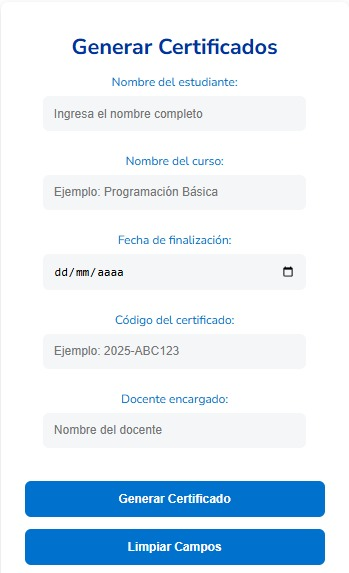 Generar Certificados
Nombre del estudiante:
Ingresa el nombre completo
Nombre del curso:
Ejemplo: Programación Básica
Fecha de finalización:
dd/mm/aaaa
Código del certificado:
Ejemplo: 2025-ABC123
Docente encargado:
Nombre del docente
Generar Certificado
Limpiar Campos